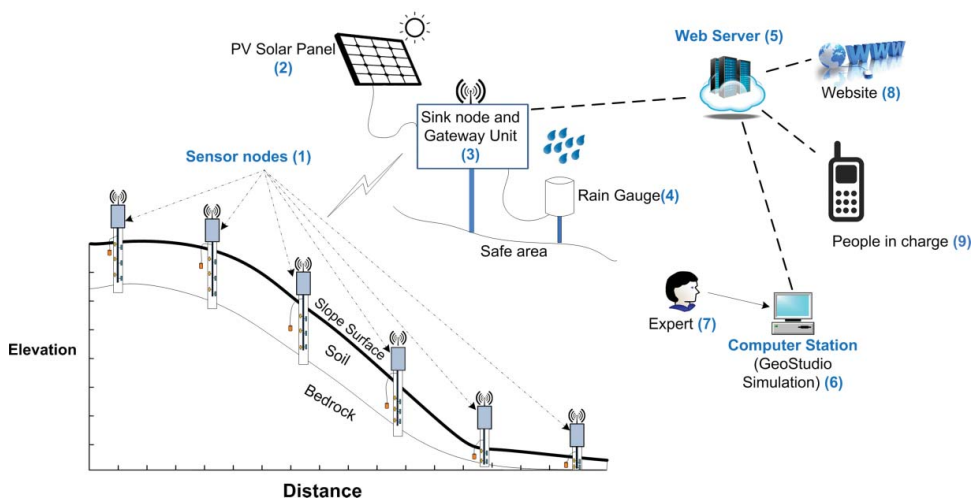 PV Solar Panel
(2)
Web Server (5)
WWW
Website (8)
Sink node and
Gateway Unit
(3)
Sensor nodes (1)
Rain Gauge(4)
Safe area
People in charge (9)
Expert (7)
Computer Station
(GeoStudio
Simulation) (6)
Slope Surface
Soil
Bedrock
Elevation
Distance